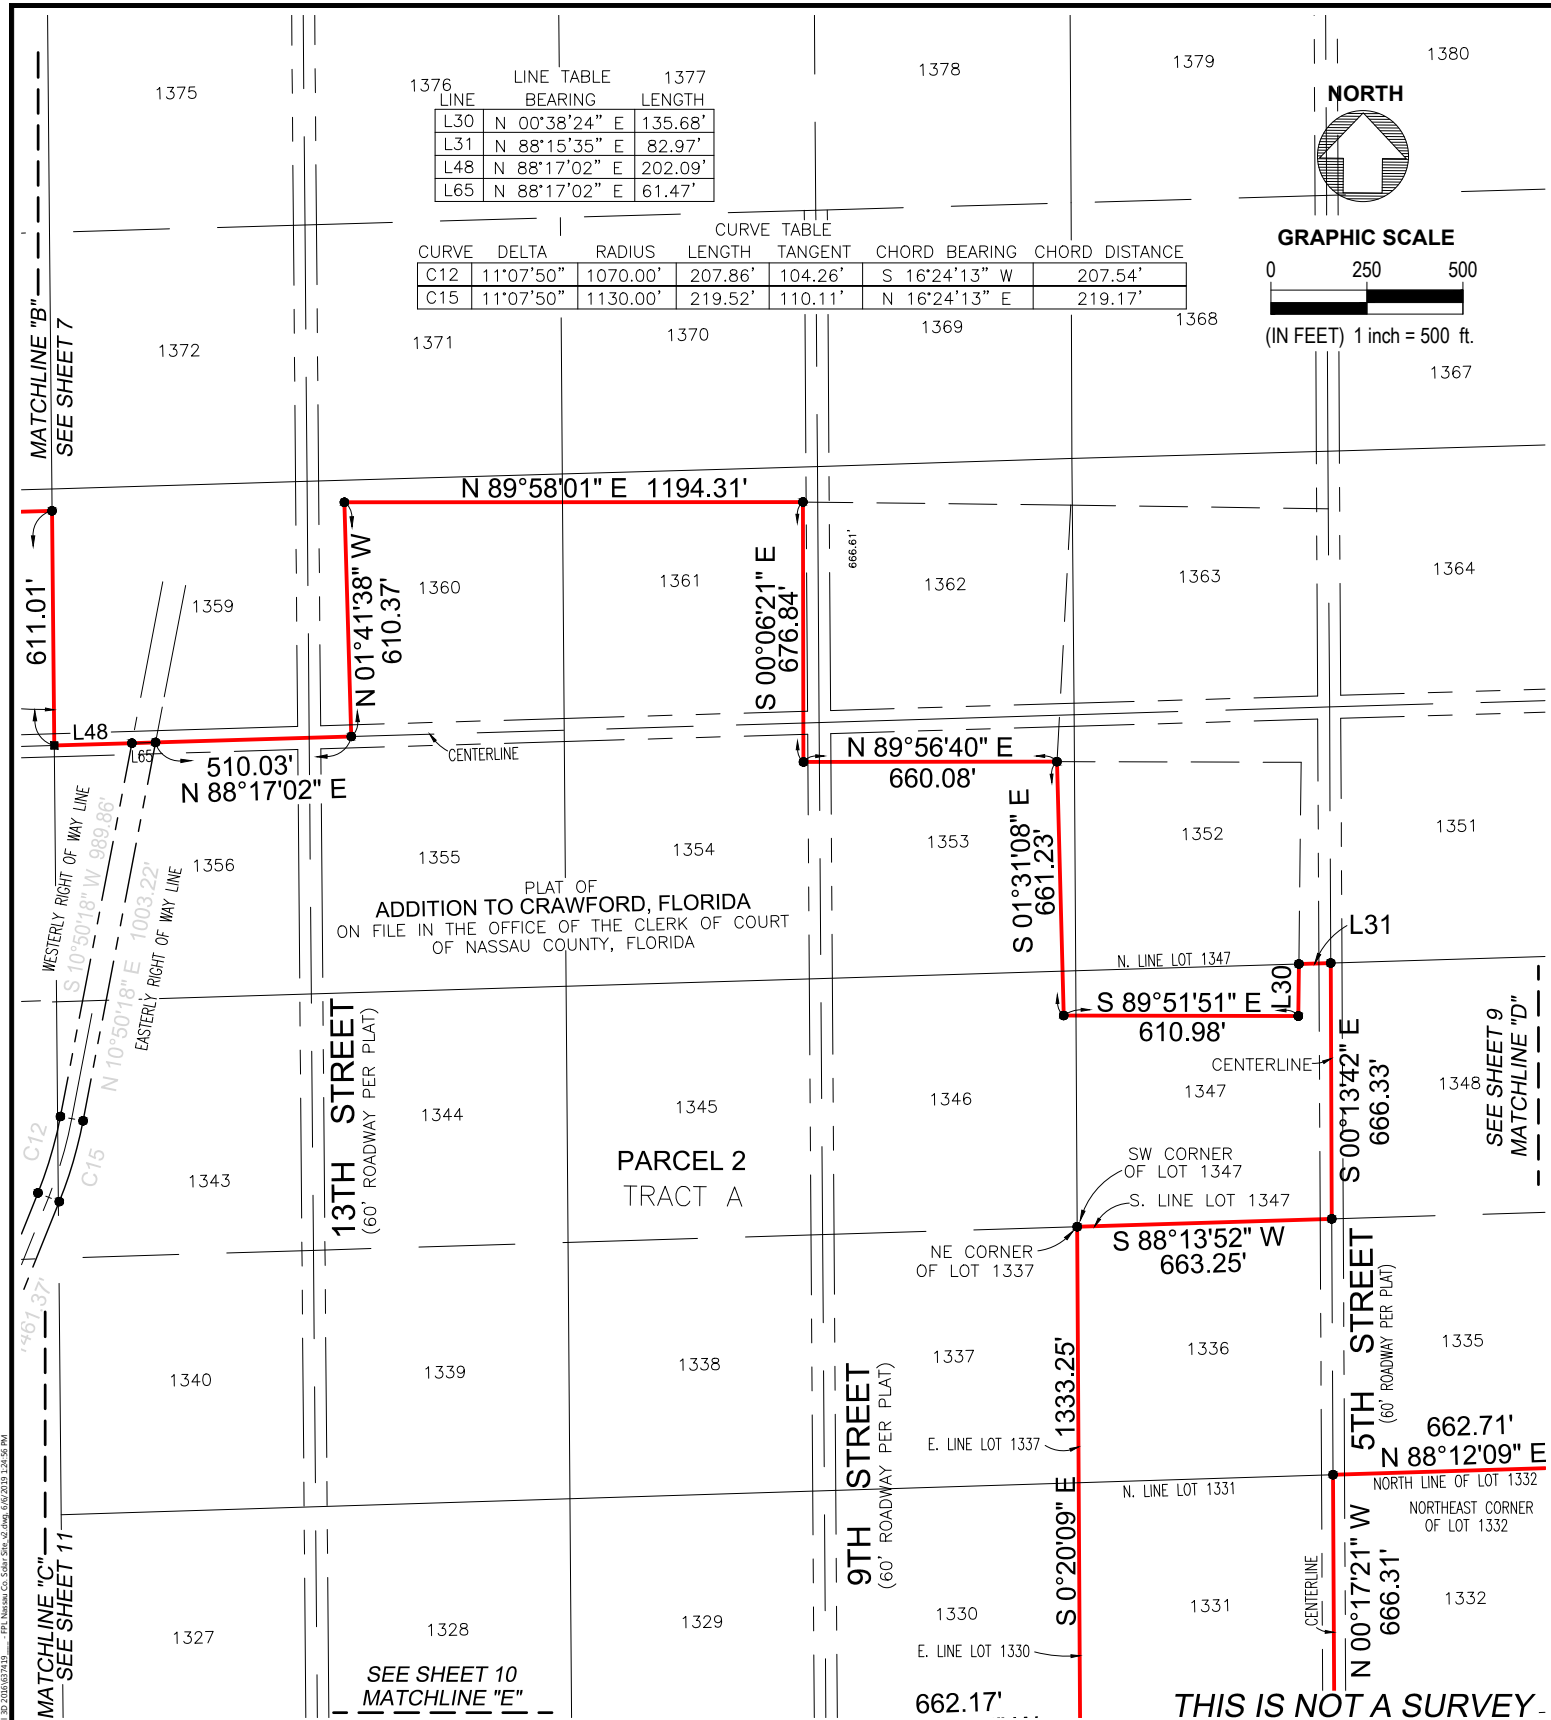 1375
1376
1377
1378
1379
1380
LINE TABLE
LINE BEARING LENGTH
L30 N 00°38'24" E 135.68'
L31 N 88°15'35" E 82.97'
L48 N 88°17'02" E 202.09'
L65 N 88°17'02" E 61.47'
NORTH
CURVE TABLE
CURVE DELTA RADIUS LENGTH TANGENT CHORD BEARING CHORD DISTANCE
C12 11°07'50" 1070.00' 207.86' 104.26' S 16°24'13" W 207.54'
C15 11°07'50" 1130.00' 219.52' 110.11' N 16°24'13" E 219.17'
GRAPHIC SCALE
0 250 500
(IN FEET) 1 inch = 500 ft.
MATCHLINE "B"
SEE SHEET 7
1372
1371
1370
1369
1368
1367
N 89°58'01" E 1194.31'
611.01'
1359
N 01°41'38" W
610.37'
1360
1361
S 00°06'21" E
676.84'
666.61'
1362
1363
1364
L48
L65
510.03'
N 88°17'02" E
CENTERLINE
N 89°56'40" E
660.08'
WESTERLY RIGHT OF WAY LINE
S 10°50'18" W 989.86'
N 10°50'18" E 1003.22'
EASTERLY RIGHT OF WAY LINE
1356
1355
1354
1353
1352
1351
S 01°31'08" E
661.23'
PLAT OF
ADDITION TO CRAWFORD, FLORIDA
ON FILE IN THE OFFICE OF THE CLERK OF COURT
OF NASSAU COUNTY, FLORIDA
L31
N. LINE LOT 1347
L30
S 89°51'51" E
610.98'
CENTERLINE
S 00°13'42" E
666.33'
SEE SHEET 9
MATCHLINE "D"
13TH STREET
(60' ROADWAY PER PLAT)
1344
1345
1346
1347
1348
C12
C15
1343
PARCEL 2
TRACT A
SW CORNER
OF LOT 1347
S. LINE LOT 1347
S 88°13'52" W
663.25'
NE CORNER
OF LOT 1337
1461.37'
5TH STREET
(60' ROADWAY PER PLAT)
1340
1339
1338
1337
1336
1335
9TH STREET
(60' ROADWAY PER PLAT)
S 0°20'09" E 1333.25'
E. LINE LOT 1337
N. LINE LOT 1331
662.71'
N 88°12'09" E
NORTH LINE OF LOT 1332
NORTHEAST CORNER
OF LOT 1332
MATCHLINE "C"
SEE SHEET 11
CENTERLINE
N 00°17'21" W
666.31'
1327
1328
1329
1330
1331
1332
E. LINE LOT 1330
SEE SHEET 10
MATCHLINE "E"
662.17'
THIS IS NOT A SURVEY
FPL Nassau Co. Solar Site_v2.dwg, 6/6/2019 1:24:56 PM